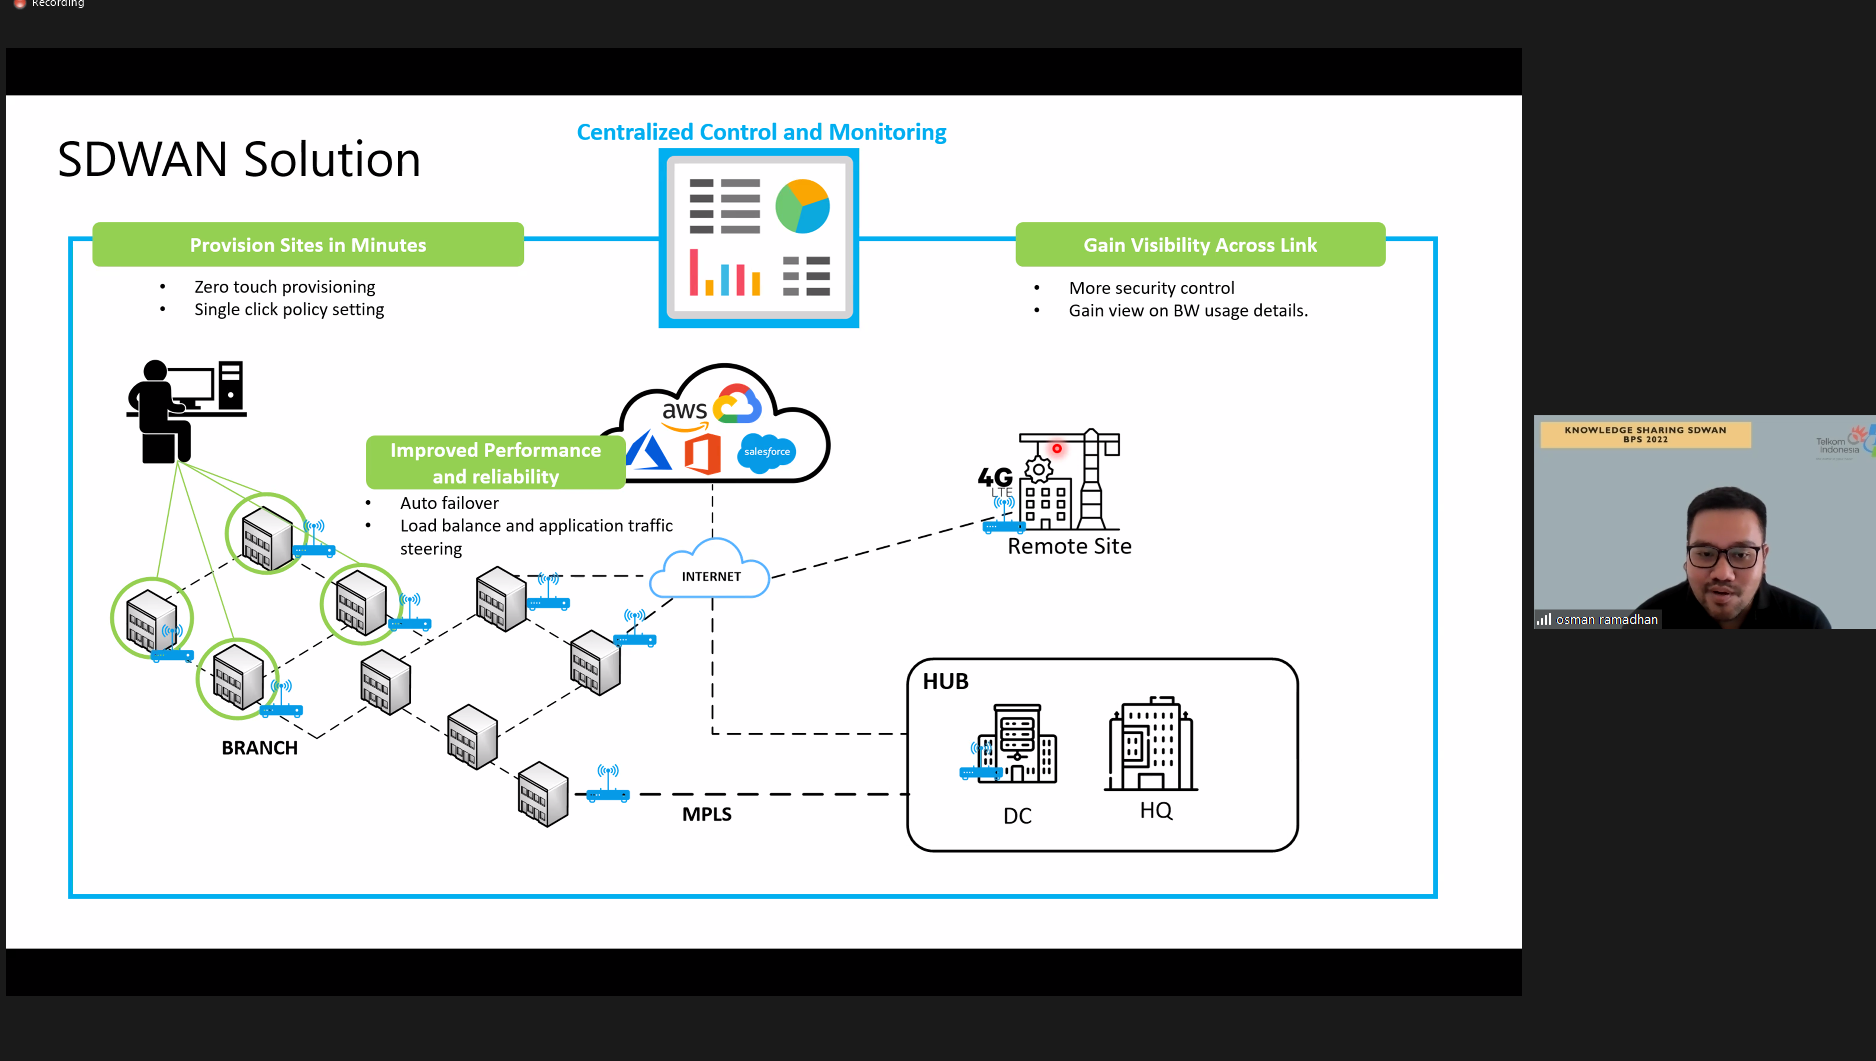 Recording
Centralized Control and Monitoring
SDWAN Solution
Provision Sites in Minutes
• Zero touch provisioning
• Single click policy setting
Gain Visibility Across Link
• More security control
• Gain view on BW usage details.
aws
salesforce
Improved Performance
and reliability
• Auto failover
• Load balance and application traffic
steering
4G
LTE
Remote Site
INTERNET
BRANCH
MPLS
HUB
DC
HQ
KNOWLEDGE SHARING SDWAN
BPS 2022
Telkom
Indonesia
osman ramadhan